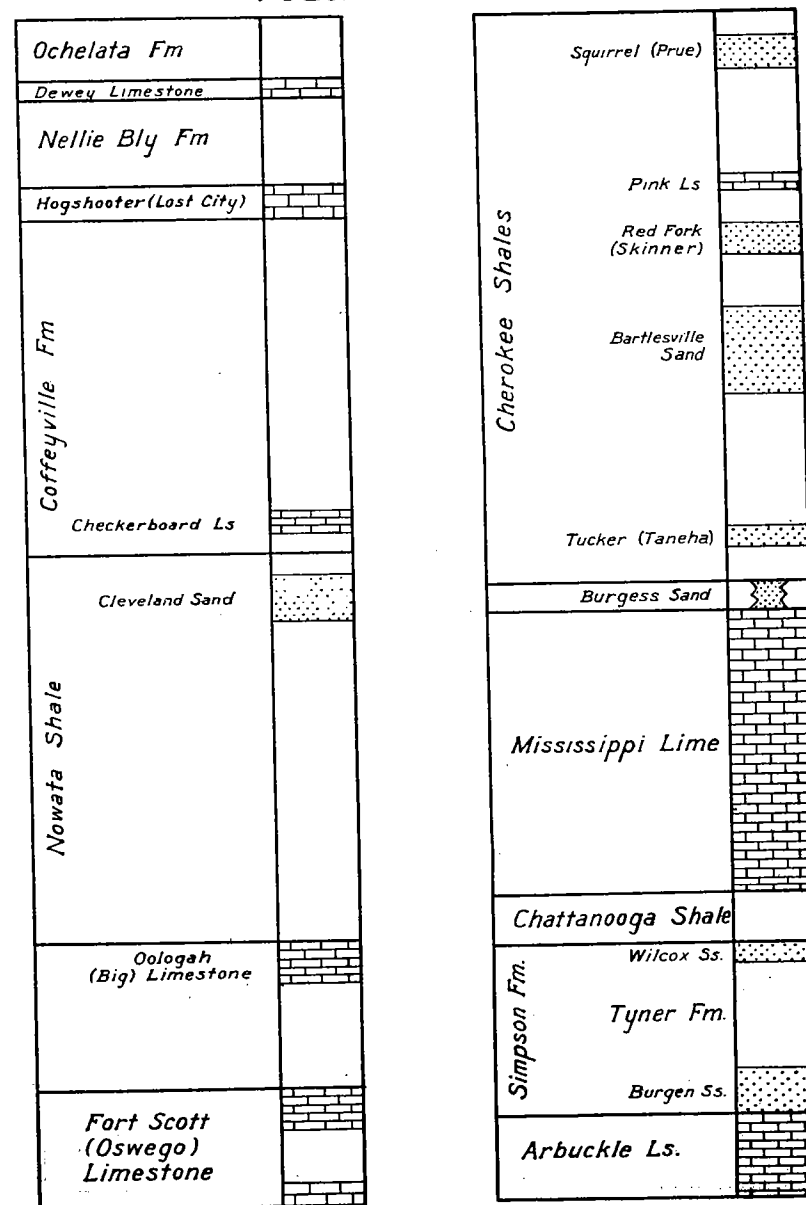 Ochelata Fm
Dewey Limestone
Nellie Bly Fm
Hogshooter (Lost City)
Coffeyville Fm
Checkerboard Ls
Cleveland Sand
Nowata Shale
Oologah
(Big) Limestone
Fort Scott
(Oswego)
Limestone
Squirrel (Prue)
Pink Ls
Red Fork
(Skinner)
Cherokee Shales
Bartlesville
Sand
Tucker (Taneha)
Burgess Sand
Mississippi Lime
Chattanooga Shale
Wilcox Ss.
Simpson Fm.
Tyner Fm.
Burgen Ss.
Arbuckle Ls.